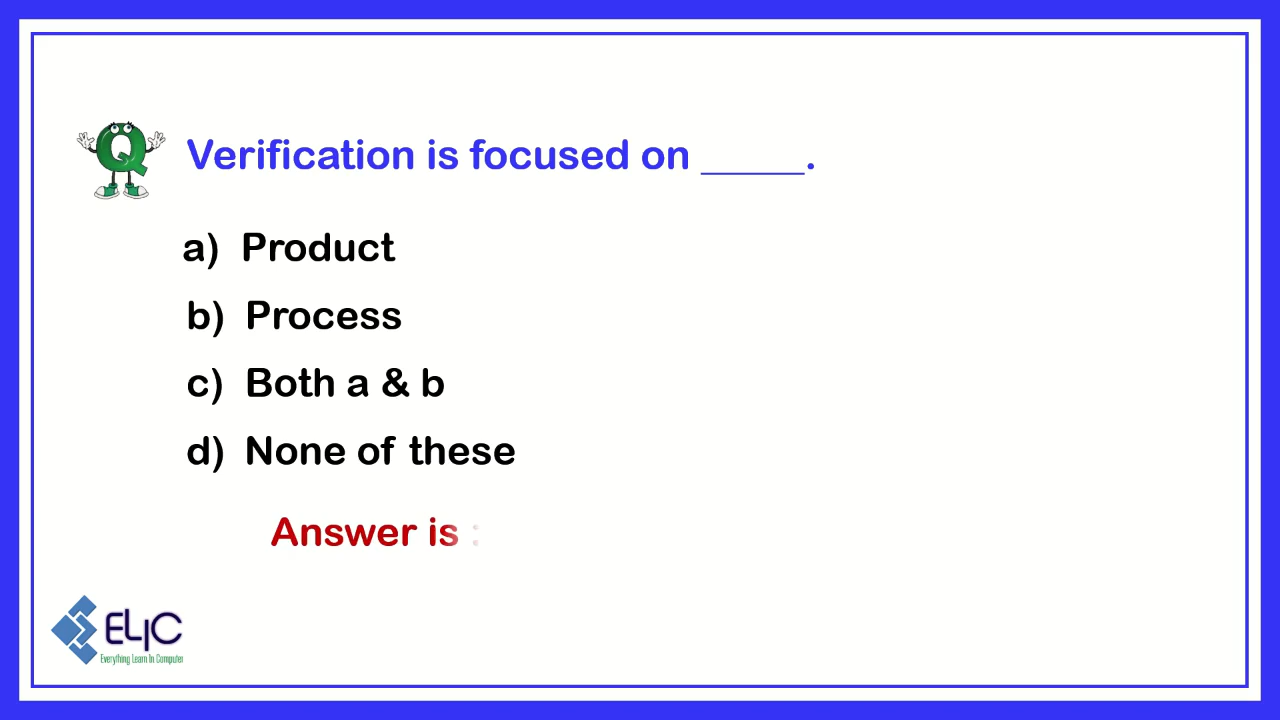 Q Verification is focused on _____.
a) Product
b) Process
c) Both a & b
d) None of these
Answer is :
ELiC
Everything Learn In Computer